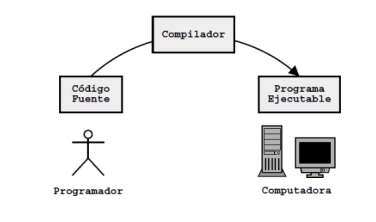 Compilador
Código
Fuente
Programa
Ejecutable
Programador
Computadora